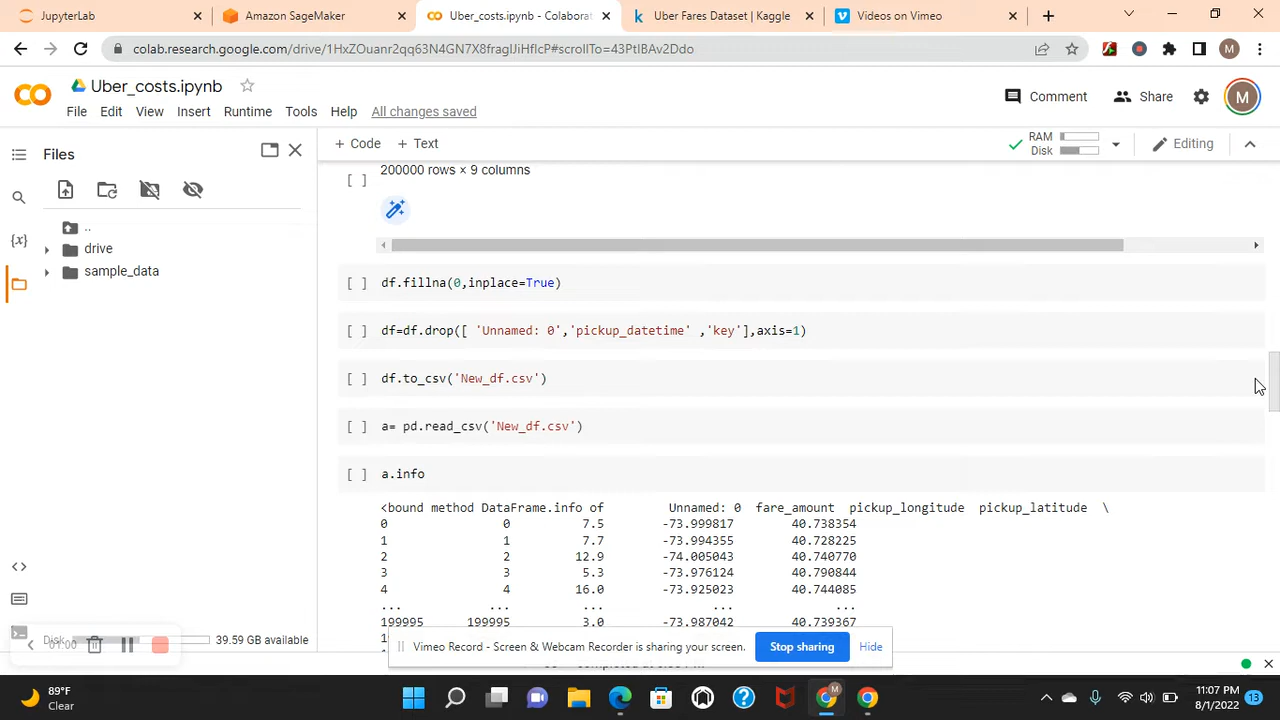 JupyterLab
Amazon SageMaker
Uber_costs.ipynb - Colaborat
Uber Fares Dataset | Kaggle
Videos on Vimeo
colab.research.google.com/drive/1HxZOuanr2qq63N4GN7X8fragIJiHfIcP#scrollTo=43PtIBAv2Ddo
M
Uber_costs.ipynb
File Edit View Insert Runtime Tools Help All changes saved
Comment Share M
Files
+ Code + Text
RAM
Disk
Editing
200000 rows × 9 columns
[ ]
..
drive
sample_data
[ ] df.fillna(0,inplace=True)
[ ] df=df.drop([ 'Unnamed: 0','pickup_datetime' ,'key'],axis=1)
[ ] df.to_csv('New_df.csv')
[ ] a= pd.read_csv('New_df.csv')
[ ] a.info
<bound method DataFrame.info of Unnamed: 0 fare_amount pickup_longitude pickup_latitude \
0 0 7.5 -73.999817 40.738354
1 1 7.7 -73.994355 40.728225
2 2 12.9 -74.005043 40.740770
3 3 5.3 -73.976124 40.790844
4 4 16.0 -73.925023 40.744085
... ... ... ... ...
199995 199995 3.0 -73.987042 40.739367
Disk 39.59 GB available
01:00
Vimeo Record - Screen & Webcam Recorder is sharing your screen.
Stop sharing
Hide
89°F
Clear
11:07 PM
8/1/2022
13